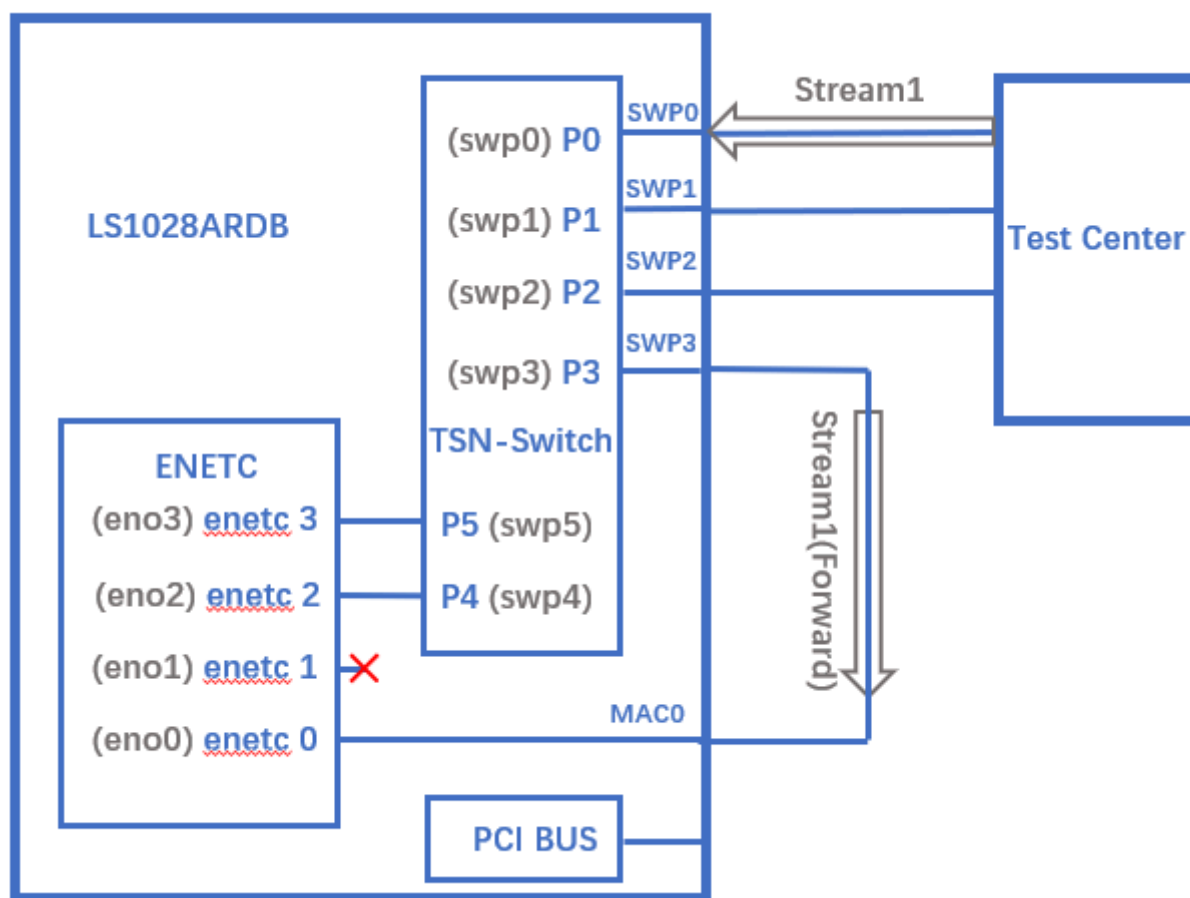 Stream1
SWP0
(swp0) P0
SWP1
LS1028ARDB
(swp1) P1
Test Center
SWP2
(swp2) P2
SWP3
(swp3) P3
Stream1(Forward)
TSN-Switch
ENETC
(eno3) enetc 3
P5 (swp5)
(eno2) enetc 2
P4 (swp4)
(eno1) enetc 1
MAC0
(eno0) enetc 0
PCI BUS